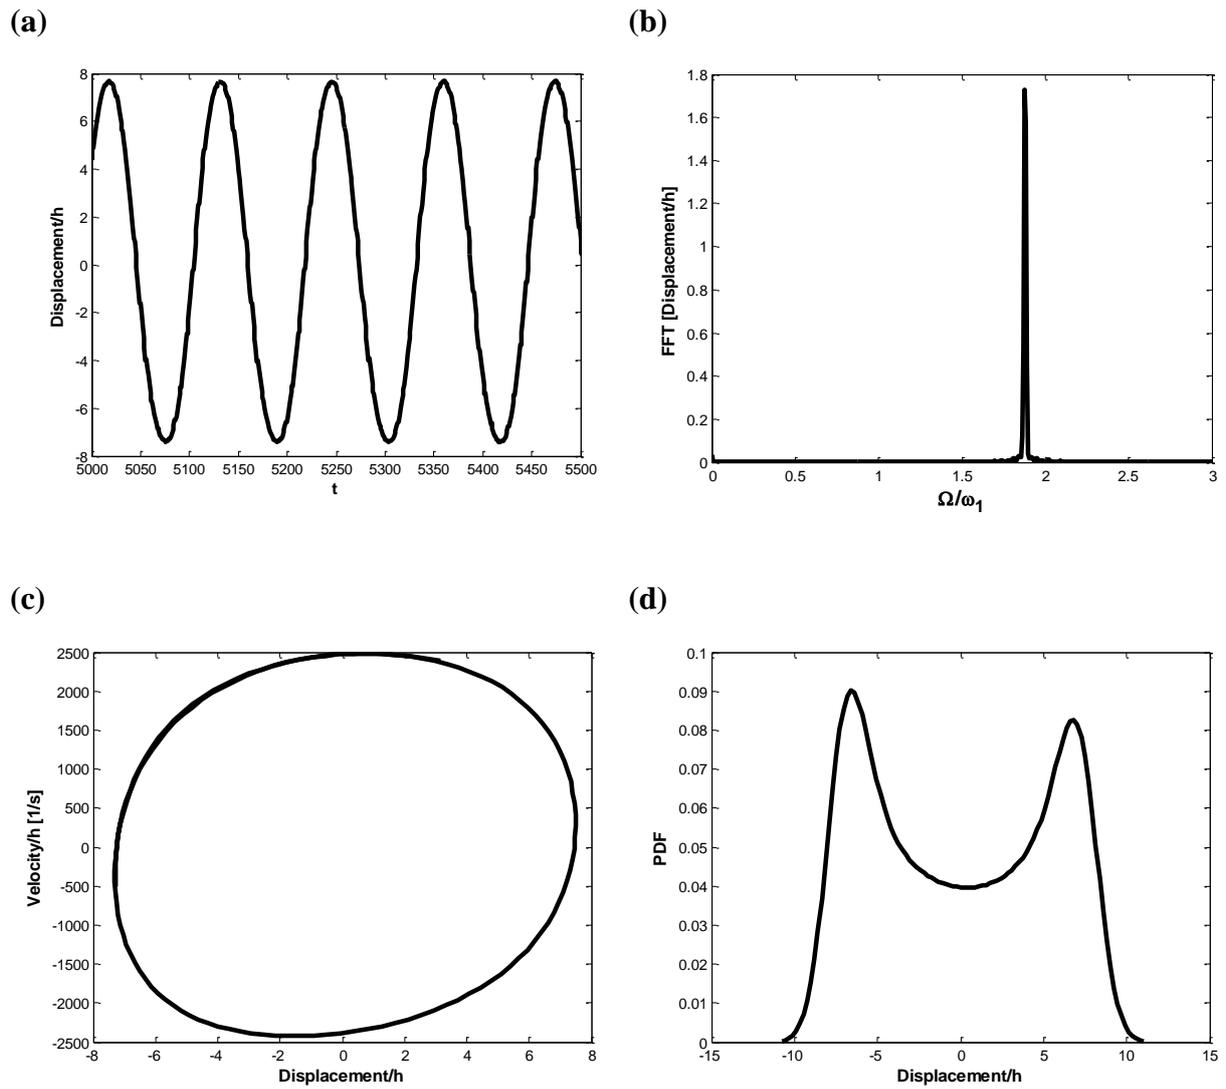 (a)
(b)
8
6
4
2
0
-2
-4
-6
-8
Displacement/h
5000 5050 5100 5150 5200 5250 5300 5350 5400 5450 5500
t
1.8
1.6
1.4
1.2
1
0.8
0.6
0.4
0.2
0
FFT [Displacement/h]
0 0.5 1 1.5 2 2.5 3
Ω/ω1
(c)
(d)
2500
2000
1500
1000
500
0
-500
-1000
-1500
-2000
-2500
Velocity/h [1/s]
-8 -6 -4 -2 0 2 4 6 8
Displacement/h
0.1
0.09
0.08
0.07
0.06
0.05
0.04
0.03
0.02
0.01
0
PDF
-15 -10 -5 0 5 10 15
Displacement/h